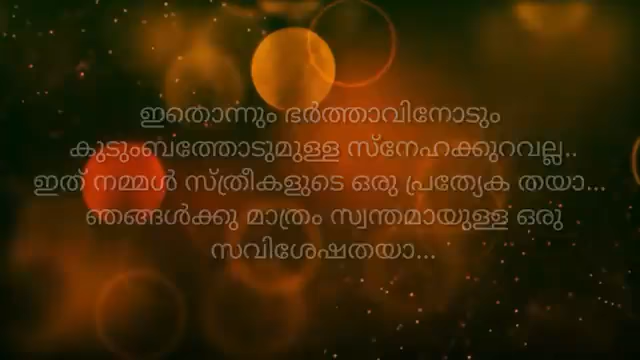 ഇതൊന്നും ഭർത്താവിനോടും
കുടുംബത്തോടുമുള്ള സ്നേഹക്കുറവല്ല..
ഇത് നമ്മൾ സ്ത്രീകളുടെ ഒരു പ്രത്യേക തയാ...
ഞങ്ങൾക്കു മാത്രം സ്വന്തമായുള്ള ഒരു
സവിശേഷതയാ...